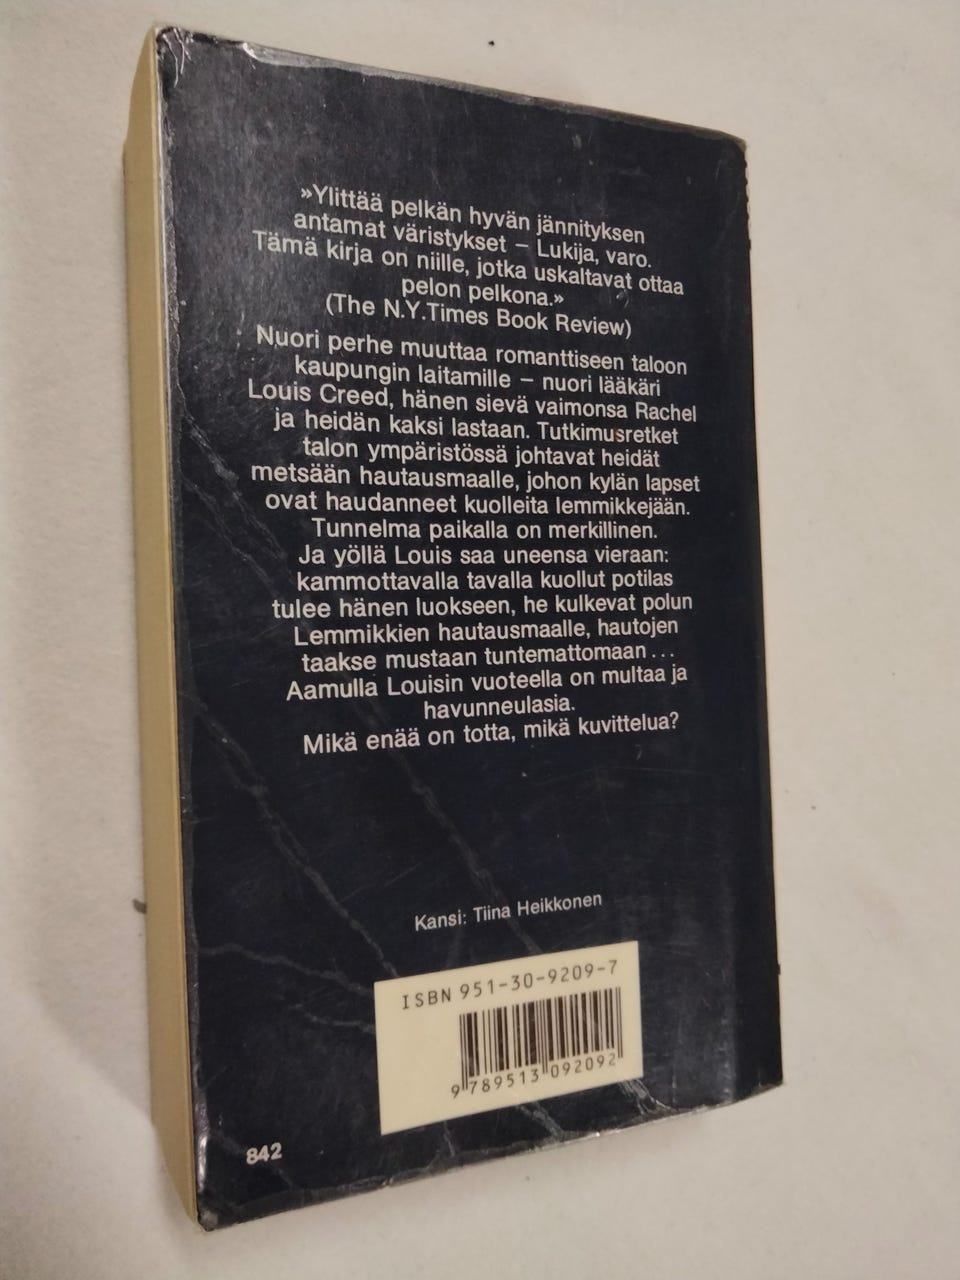 »Ylittää pelkän hyvän jännityksen
antamat väristykset – Lukija, varo.
Tämä kirja on niille, jotka uskaltavat ottaa
pelon pelkona.»
(The N.Y.Times Book Review)
Nuori perhe muuttaa romanttiseen taloon
kaupungin laitamille – nuori lääkäri
Louis Creed, hänen sievä vaimonsa Rachel
ja heidän kaksi lastaan. Tutkimusretket
talon ympäristössä johtavat heidät
metsään hautausmaalle, johon kylän lapset
ovat haudanneet kuolleita lemmikkejään.
Tunnelma paikalla on merkillinen.
Ja yöllä Louis saa uneensa vieraan:
kammottavalla tavalla kuollut potilas
tulee hänen luokseen, he kulkevat polun
Lemmikkien hautausmaalle, hautojen
taakse mustaan tuntemattomaan...
Aamulla Louisin vuoteella on multaa ja
havunneulasia.
Mikä enää on totta, mikä kuvittelua?
Kansi: Tiina Heikkonen
ISBN 951-30-9209-7
9 789513 092092
842